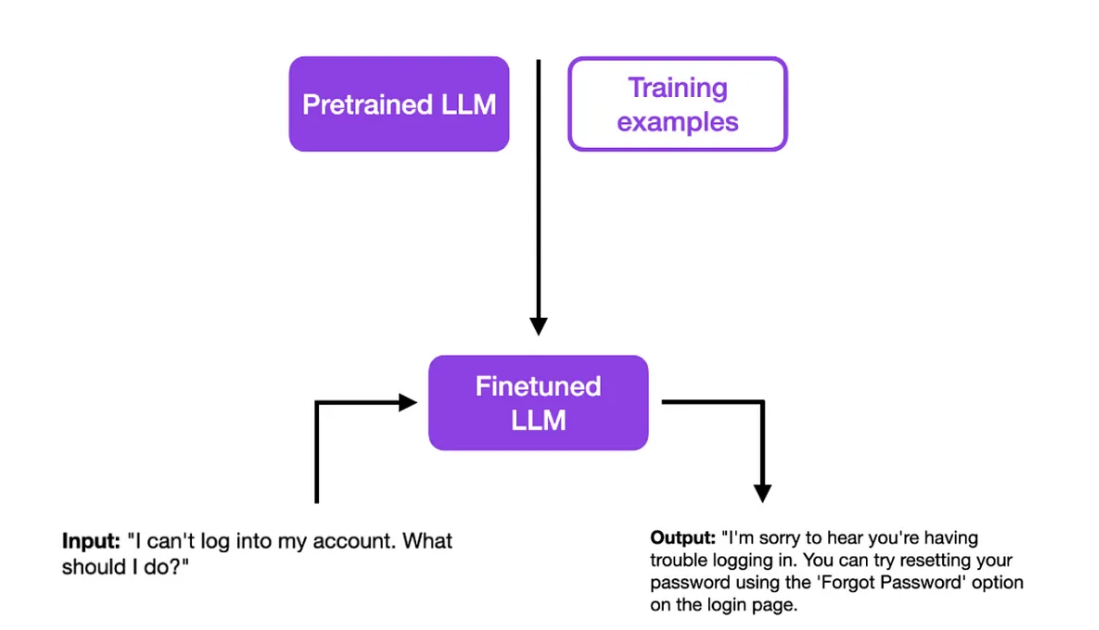 Pretrained LLM
Training
examples
Finetuned
LLM
Input: "I can't log into my account. What
should I do?"
Output: "I'm sorry to hear you're having
trouble logging in. You can try resetting your
password using the 'Forgot Password' option
on the login page.